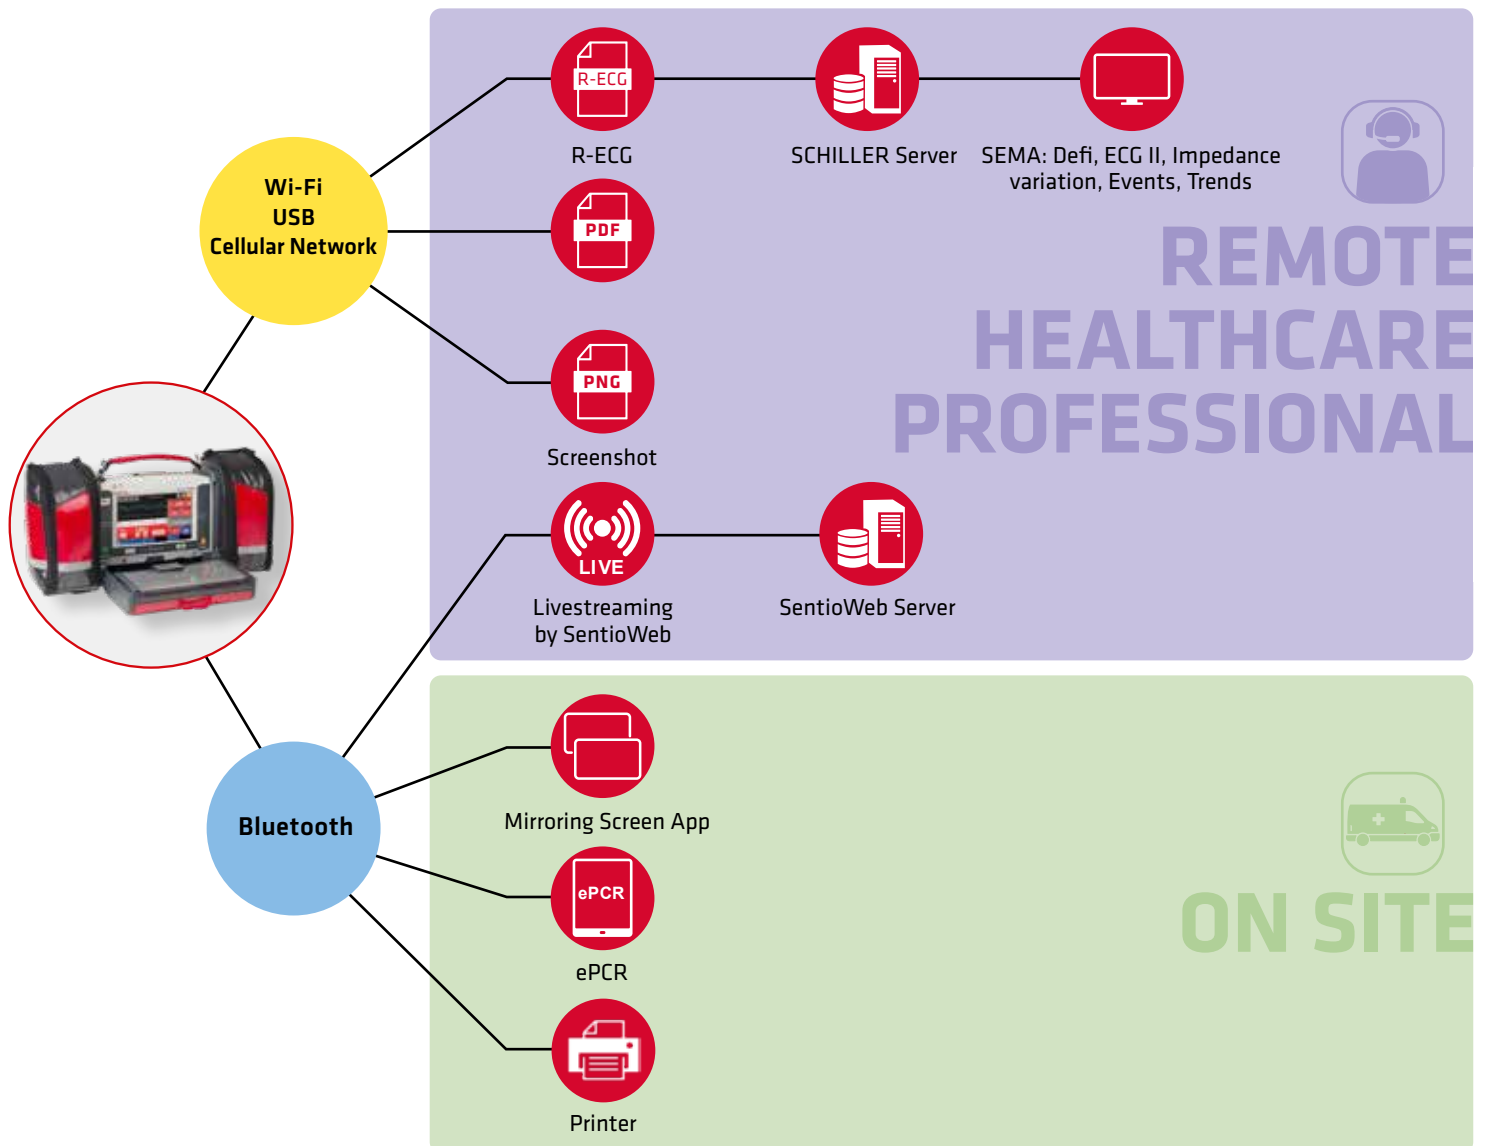 R-ECG
R-ECG
SCHILLER Server
SEMA: Defi, ECG II, Impedance
variation, Events, Trends
Wi-Fi
USB
Cellular Network
PDF
REMOTE
HEALTHCARE
PROFESSIONAL
PNG
Screenshot
LIVE
Livestreaming
by SentioWeb
SentioWeb Server
Mirroring Screen App
Bluetooth
ePCR
ePCR
ON SITE
Printer